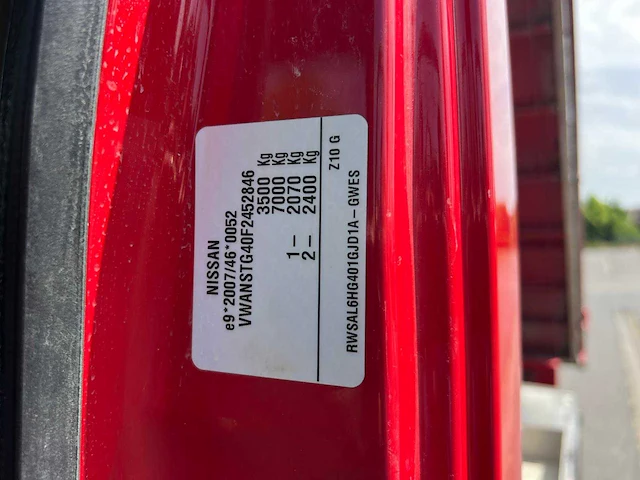 NISSAN
e9*2007/46*0052
VWANSTG40F2452846
3500 Kg
7000 Kg
1- 2070 Kg
2- 2400 Kg
Z10 G
RWSAL6HG401GJD1A-GWES